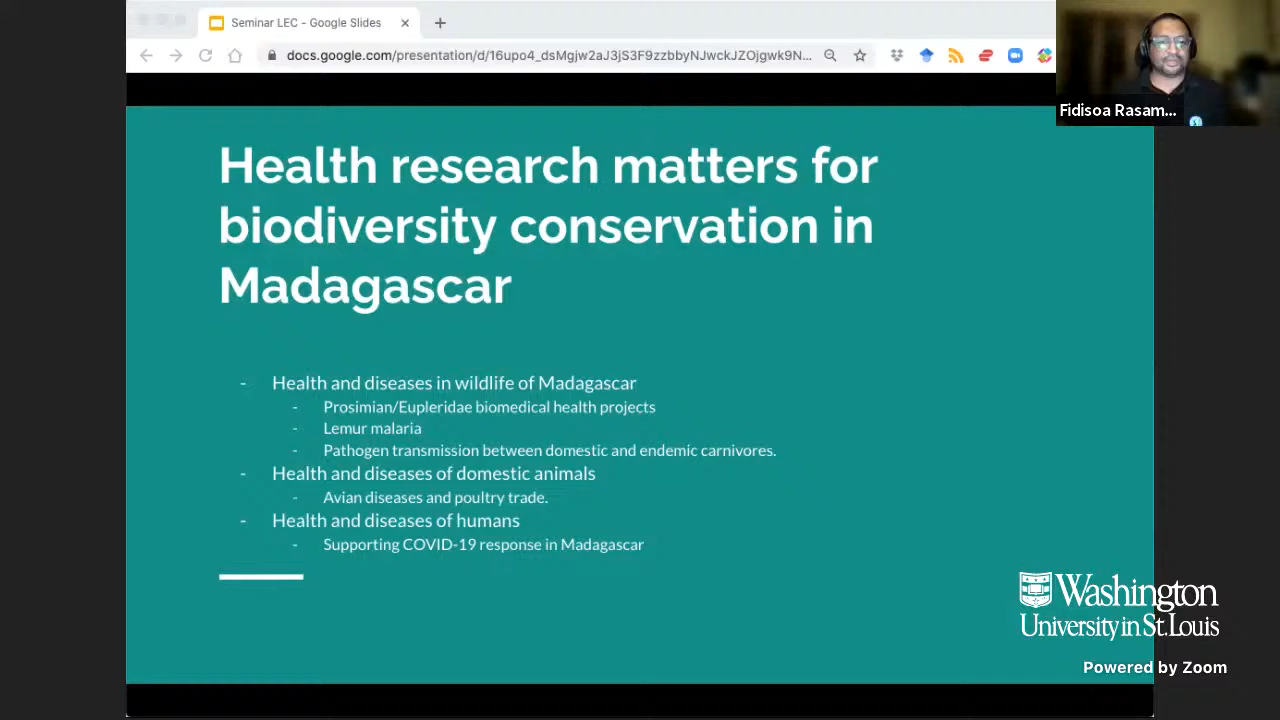 Seminar LEC - Google Slides
docs.google.com/presentation/d/16upo4_dsMgjw2aJ3jS3F9zzbbyNJwckJZOjgwk9N...
Fidisoa Rasam...
Health research matters for
biodiversity conservation in
Madagascar
- Health and diseases in wildlife of Madagascar
- Prosimian/Eupleridae biomedical health projects
- Lemur malaria
- Pathogen transmission between domestic and endemic carnivores.
- Health and diseases of domestic animals
- Avian diseases and poultry trade.
- Health and diseases of humans
- Supporting COVID-19 response in Madagascar
Washington
University in St. Louis
Powered by Zoom